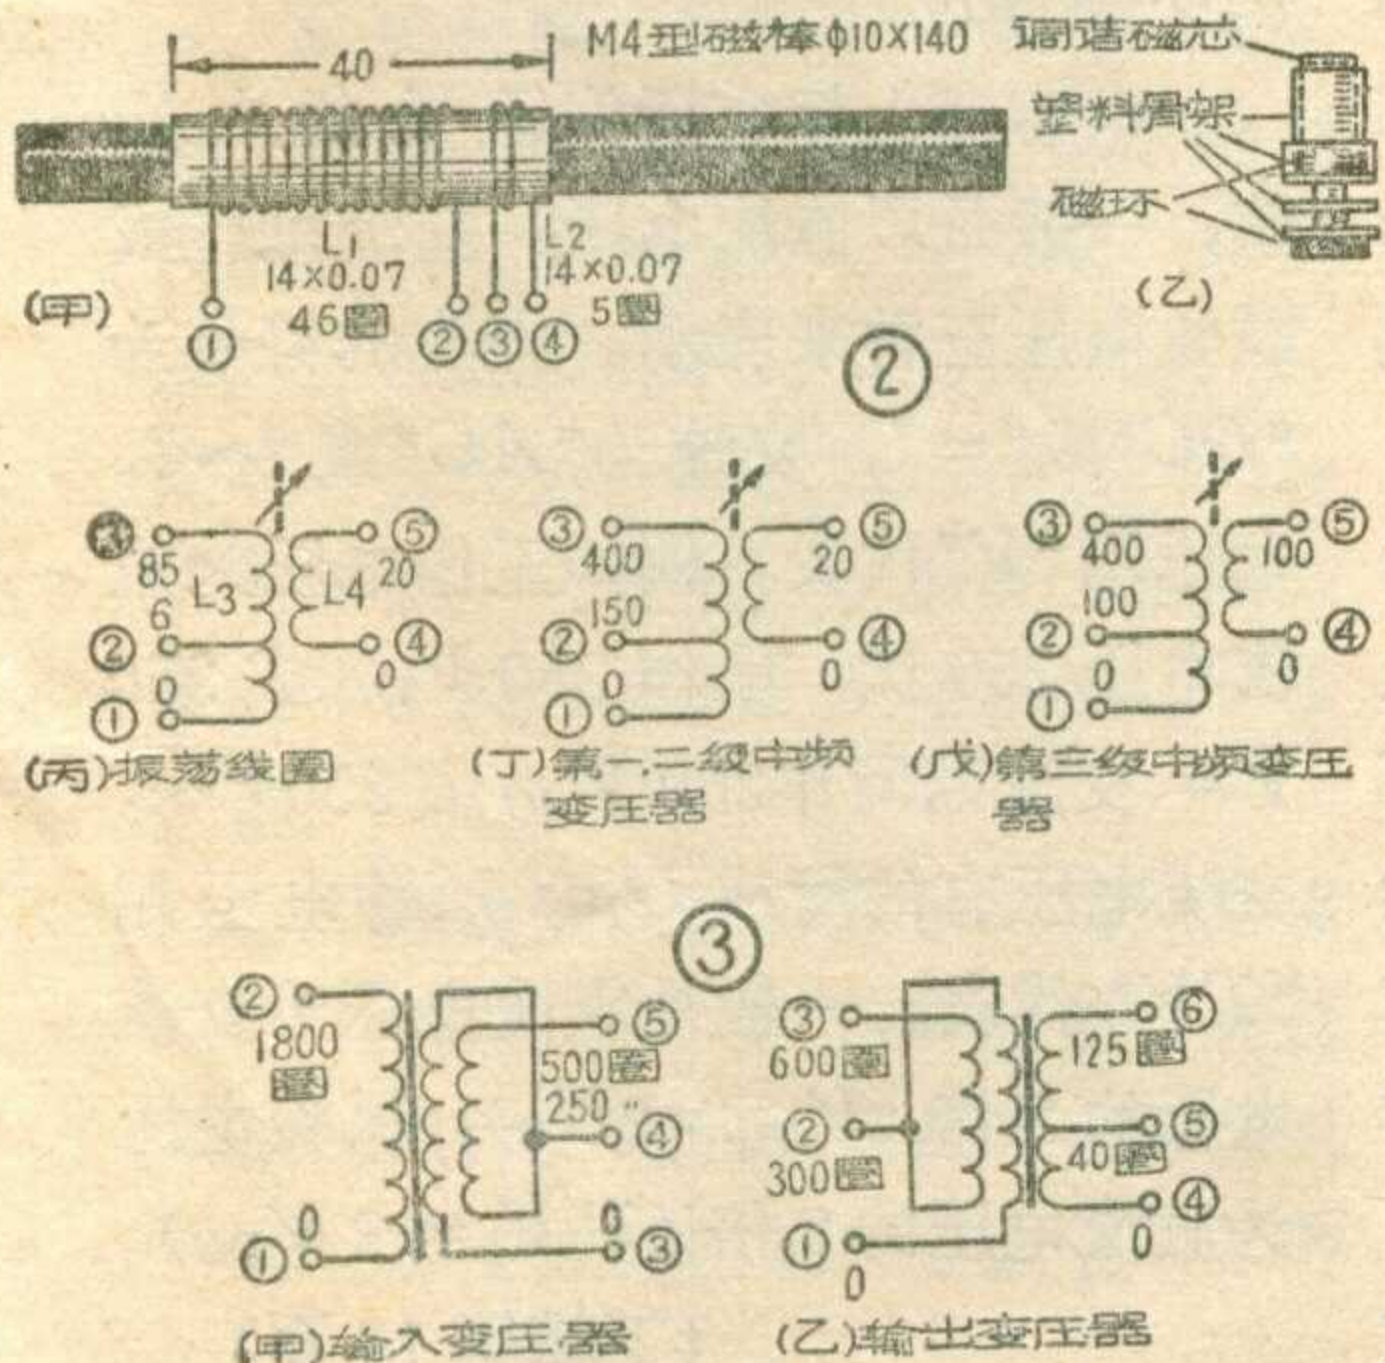 40
M4型磁棒φ10×140
调谐磁芯
塑料骨架
磁环
L1
14×0.07
46圈
L2
14×0.07
5圈
(甲)
① ② ③ ④
(乙)
②
③ 85 L3 L4 20 ⑤
6
② 0 ④
0
①
(丙)振荡线圈
③ 400 20 ⑤
150
② 0 ④
0
①
(丁)第一.二级中频
变压器
③ 400 100 ⑤
100
② 0 ④
0
①
(戊)第三级中频变压
器
③
②
1800
圈
0
①
⑤
500圈
250〃
④
0
③
(甲)输入变压器
③
600圈
②
300圈
①
0
⑥
125圈
⑤
40圈
④
0
(乙)输出变压器